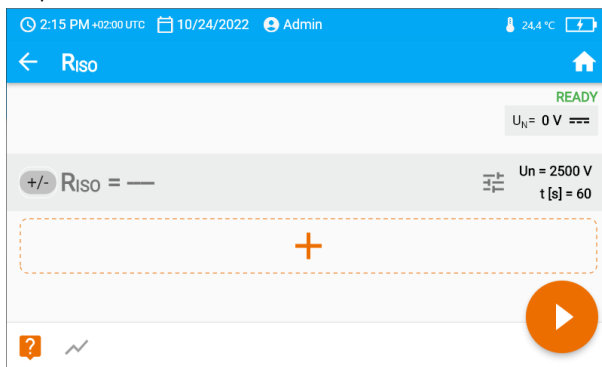 2:15 PM +02:00 UTC 10/24/2022 Admin 24,4 °C
RISO
READY
UN= 0 V
+/- RISO = ––
Un = 2500 V
t [s] = 60
+
?